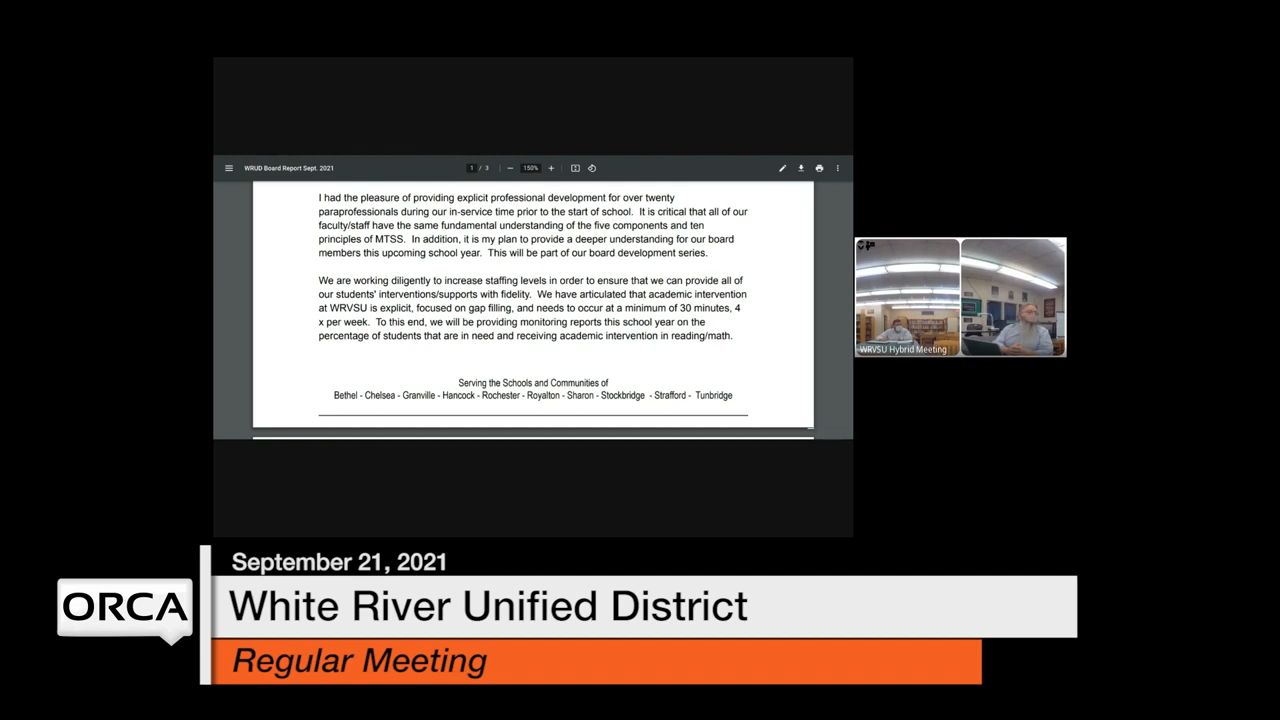 WRUD Board Report Sept. 2021
1 / 3
150%
I had the pleasure of providing explicit professional development for over twenty
paraprofessionals during our in-service time prior to the start of school. It is critical that all of our
faculty/staff have the same fundamental understanding of the five components and ten
principles of MTSS. In addition, it is my plan to provide a deeper understanding for our board
members this upcoming school year. This will be part of our board development series.
We are working diligently to increase staffing levels in order to ensure that we can provide all of
our students' interventions/supports with fidelity. We have articulated that academic intervention
at WRVSU is explicit, focused on gap filling, and needs to occur at a minimum of 30 minutes, 4
x per week. To this end, we will be providing monitoring reports this school year on the
percentage of students that are in need and receiving academic intervention in reading/math.
Serving the Schools and Communities of
Bethel - Chelsea - Granville - Hancock - Rochester - Royalton - Sharon - Stockbridge - Strafford - Tunbridge
WRVSU Hybrid Meeting
September 21, 2021
ORCA
White River Unified District
Regular Meeting